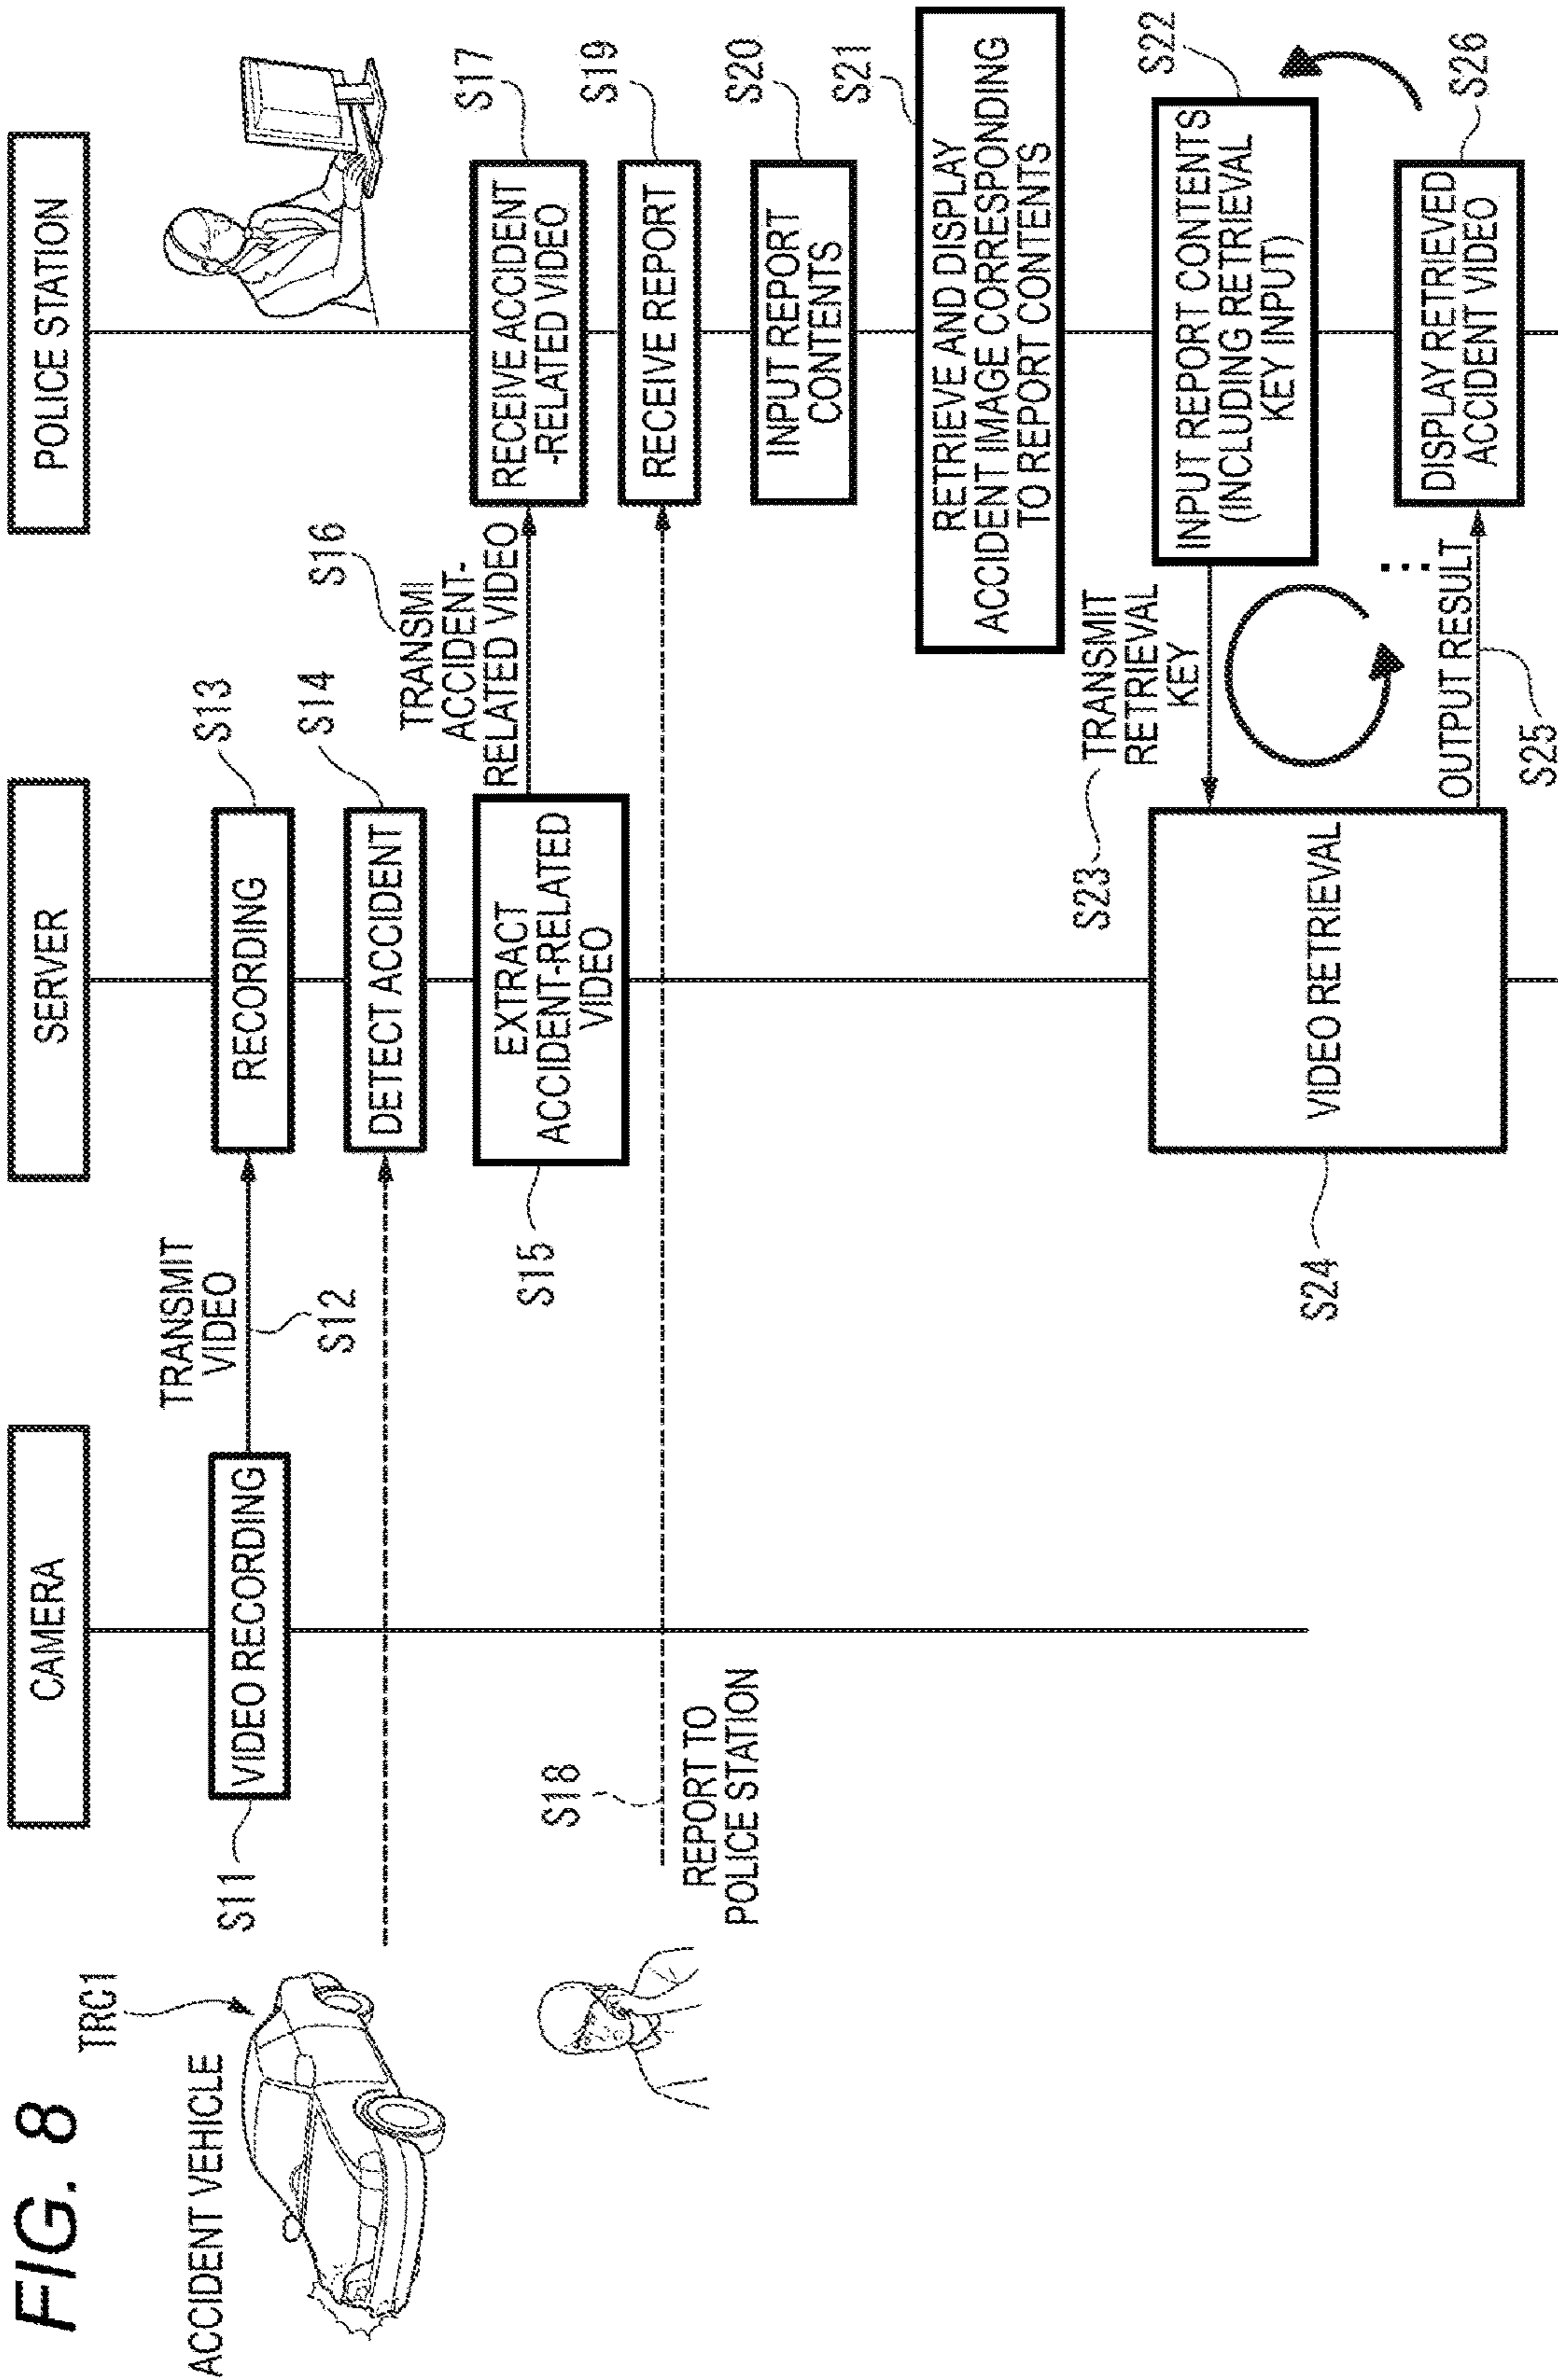 FIG. 8
ACCIDENT VEHICLE
TRC1
CAMERA
SERVER
POLICE STATION
S11
VIDEO RECORDING
TRANSMIT
VIDEO
S12
RECORDING
S13
DETECT ACCIDENT
S14
EXTRACT
ACCIDENT-RELATED
VIDEO
S15
TRANSMI
ACCIDENT-
RELATED VIDEO
S16
RECEIVE ACCIDENT
-RELATED VIDEO
S17
S18
REPORT TO
POLICE STATION
RECEIVE REPORT
S19
INPUT REPORT
CONTENTS
S20
RETRIEVE AND DISPLAY
ACCIDENT IMAGE CORRESPONDING
TO REPORT CONTENTS
S21
INPUT REPORT CONTENTS
(INCLUDING RETRIEVAL
KEY INPUT)
S22
S23
TRANSMIT
RETRIEVAL
KEY
VIDEO RETRIEVAL
S24
OUTPUT RESULT
S25
DISPLAY RETRIEVED
ACCIDENT VIDEO
S26